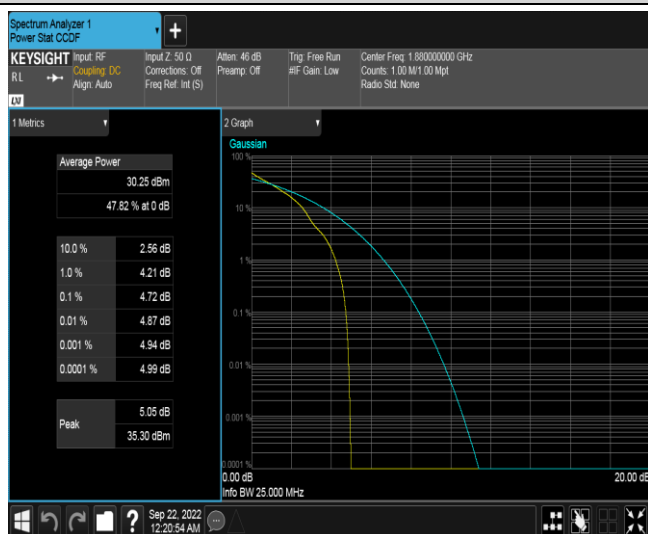 Spectrum Analyzer 1
Power Stat CCDF
KEYSIGHT
RL
LXI
Input: RF
Coupling: DC
Align: Auto
Input Z: 50 Ω
Corrections: Off
Freq Ref: Int (S)
Atten: 46 dB
Preamp: Off
Trig: Free Run
#IF Gain: Low
Center Freq: 1.880000000 GHz
Counts: 1.00 M/1.00 Mpt
Radio Std: None
1 Metrics
Average Power
30.25 dBm
47.82 % at 0 dB
10.0 % 2.56 dB
1.0 % 4.21 dB
0.1 % 4.72 dB
0.01 % 4.87 dB
0.001 % 4.94 dB
0.0001 % 4.99 dB
Peak
5.05 dB
35.30 dBm
2 Graph
Gaussian
100 %
10 %
1 %
0.1 %
0.01 %
0.001 %
0.0001 %
0.00 dB 20.00 dB
Info BW 25.000 MHz
?
Sep 22, 2022
12:20:54 AM